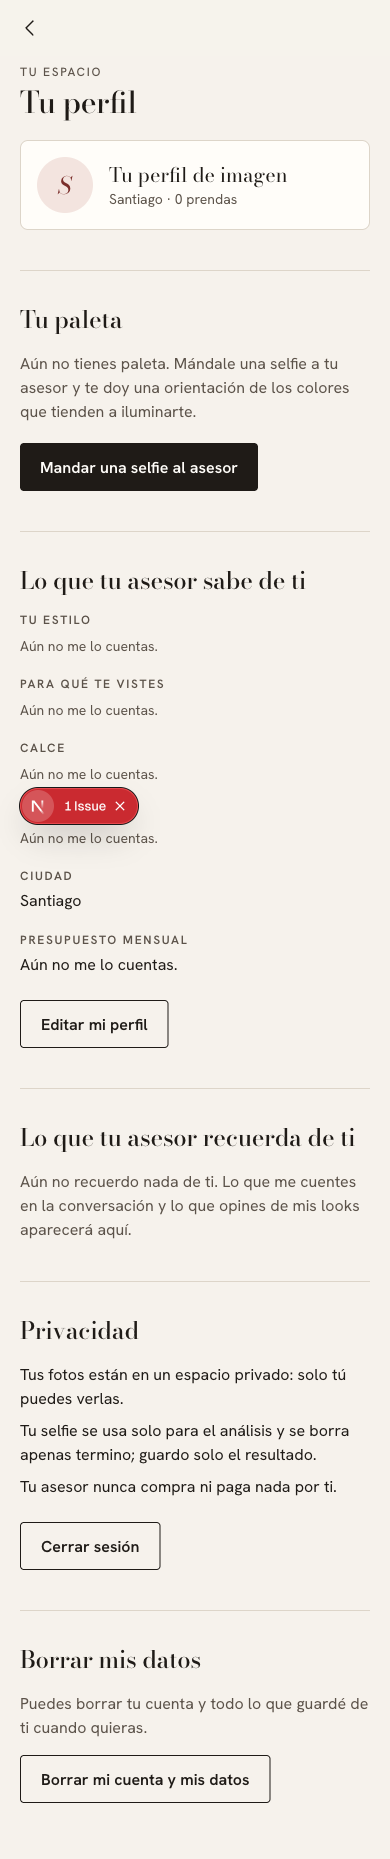 TU ESPACIO
Tu perfil
S
Tu perfil de imagen
Santiago · 0 prendas
Tu paleta
Aún no tienes paleta. Mándale una selfie a tu
asesor y te doy una orientación de los colores
que tienden a iluminarte.
Mandar una selfie al asesor
Lo que tu asesor sabe de ti
TU ESTILO
Aún no me lo cuentas.
PARA QUÉ TE VISTES
Aún no me lo cuentas.
CALCE
Aún no me lo cuentas.
N 1 Issue ×
Aún no me lo cuentas.
CIUDAD
Santiago
PRESUPUESTO MENSUAL
Aún no me lo cuentas.
Editar mi perfil
Lo que tu asesor recuerda de ti
Aún no recuerdo nada de ti. Lo que me cuentes
en la conversación y lo que opines de mis looks
aparecerá aquí.
Privacidad
Tus fotos están en un espacio privado: solo tú
puedes verlas.
Tu selfie se usa solo para el análisis y se borra
apenas termino; guardo solo el resultado.
Tu asesor nunca compra ni paga nada por ti.
Cerrar sesión
Borrar mis datos
Puedes borrar tu cuenta y todo lo que guardé de
ti cuando quieras.
Borrar mi cuenta y mis datos